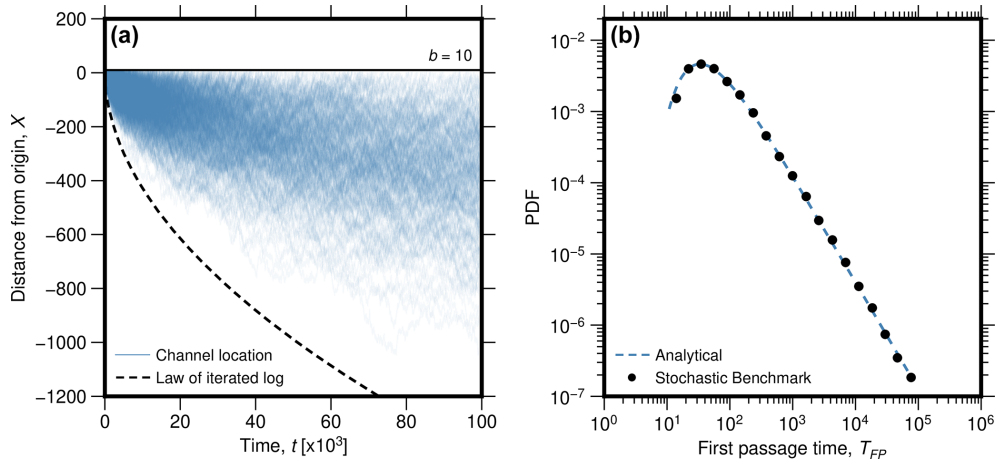 (a)
b = 10
200
0
−200
−400
−600
−800
−1000
−1200
Distance from origin, X
Channel location
Law of iterated log
0 20 40 60 80 100
Time, t [x10³]
(b)
10⁻²
10⁻³
10⁻⁴
10⁻⁵
10⁻⁶
10⁻⁷
PDF
Analytical
Stochastic Benchmark
10⁰ 10¹ 10² 10³ 10⁴ 10⁵ 10⁶
First passage time, T_FP